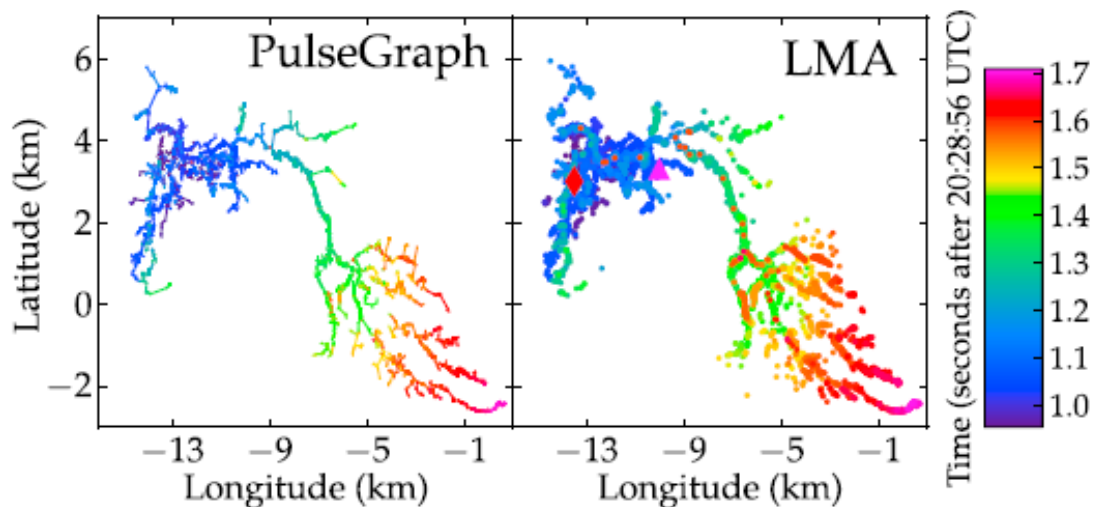 PulseGraph
LMA
6
4
2
0
−2
Latitude (km)
−13 −9 −5 −1
Longitude (km)
−13 −9 −5 −1
Longitude (km)
1.7
1.6
1.5
1.4
1.3
1.2
1.1
1.0
Time (seconds after 20:28:56 UTC)